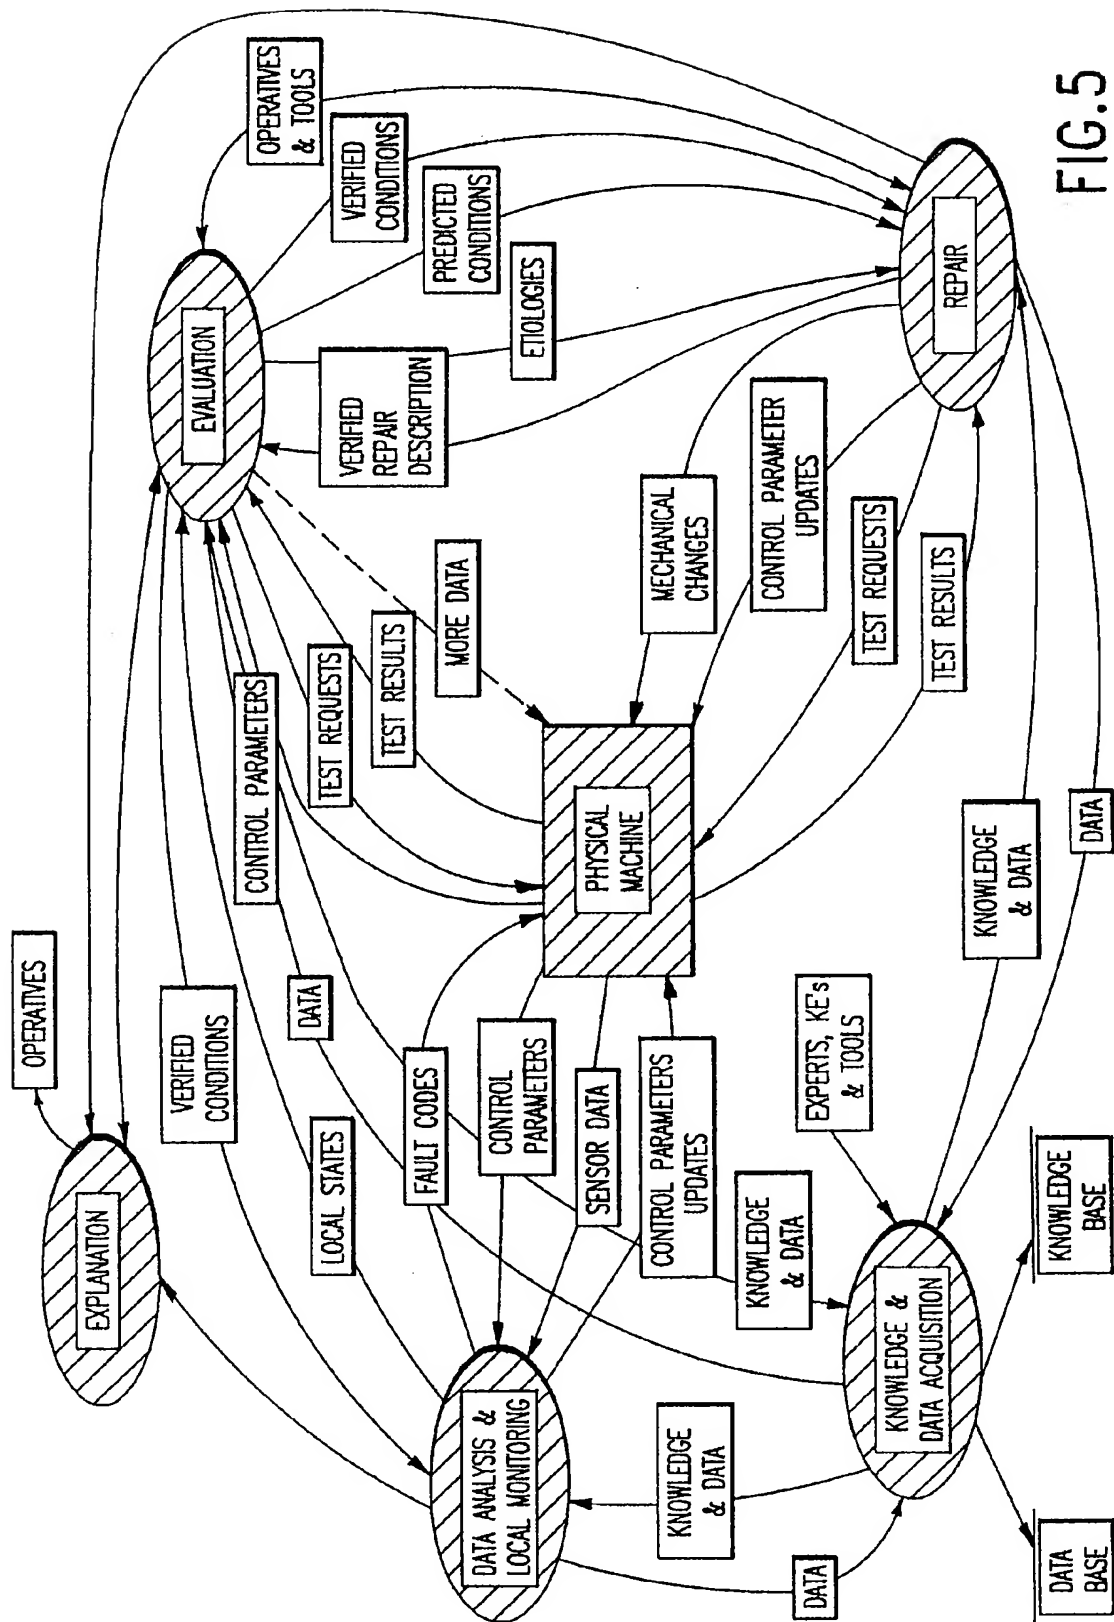 OPERATIVES
EXPLANATION
VERIFIED
CONDITIONS
LOCAL STATES
DATA
CONTROL PARAMETERS
TEST REQUESTS
TEST RESULTS
MORE DATA
EVALUATION
OPERATIVES
& TOOLS
VERIFIED
CONDITIONS
PREDICTED
CONDITIONS
ETIOLOGIES
VERIFIED
REPAIR
DESCRIPTION
DATA ANALYSIS &
LOCAL MONITORING
FAULT CODES
CONTROL
PARAMETERS
SENSOR DATA
CONTROL PARAMETERS
UPDATES
PHYSICAL
MACHINE
MECHANICAL
CHANGES
CONTROL PARAMETER
UPDATES
TEST REQUESTS
TEST RESULTS
KNOWLEDGE
& DATA
DATA
KNOWLEDGE
& DATA
EXPERTS, KE's
& TOOLS
KNOWLEDGE &
DATA ACQUISITION
KNOWLEDGE
& DATA
DATA
REPAIR
DATA
BASE
KNOWLEDGE
BASE
FIG.5